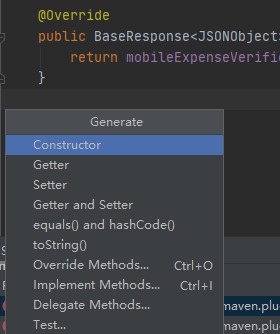 @Override
public BaseResponse<JSONObject
return mobileExpenseVerifi
}
Generate
Constructor
Getter
Setter
Getter and Setter
equals() and hashCode()
toString()
Override Methods... Ctrl+O
Implement Methods... Ctrl+I
Delegate Methods...
Test...
maven.plu
maven.plu